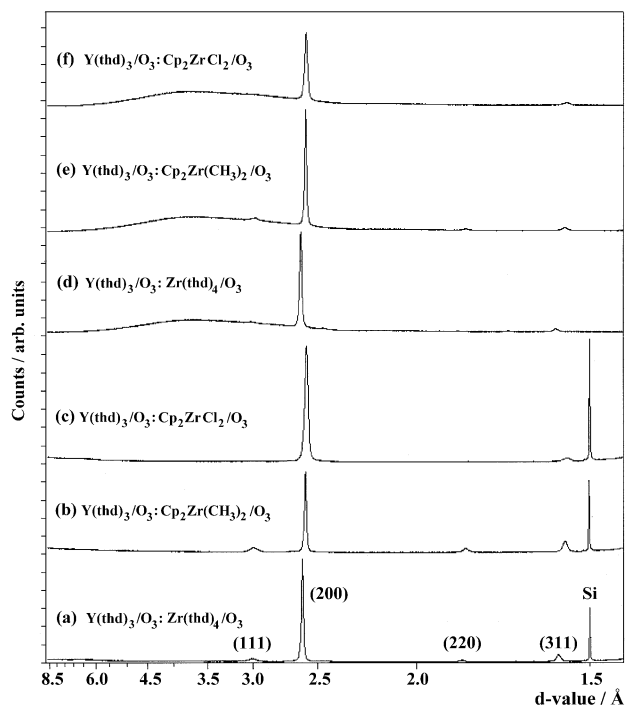 (f) Y(thd)₃/O₃:Cp₂ZrCl₂/O₃
(e) Y(thd)₃/O₃:Cp₂Zr(CH₃)₂/O₃
(d) Y(thd)₃/O₃:Zr(thd)₄/O₃
(c) Y(thd)₃/O₃:Cp₂ZrCl₂/O₃
(b) Y(thd)₃/O₃:Cp₂Zr(CH₃)₂/O₃
(a) Y(thd)₃/O₃:Zr(thd)₄/O₃
(111)
(200)
(220)
(311)
Si
Counts / arb. units
8.5 6.0 4.5 3.5 3.0 2.5 2.0 1.5
d-value / Å